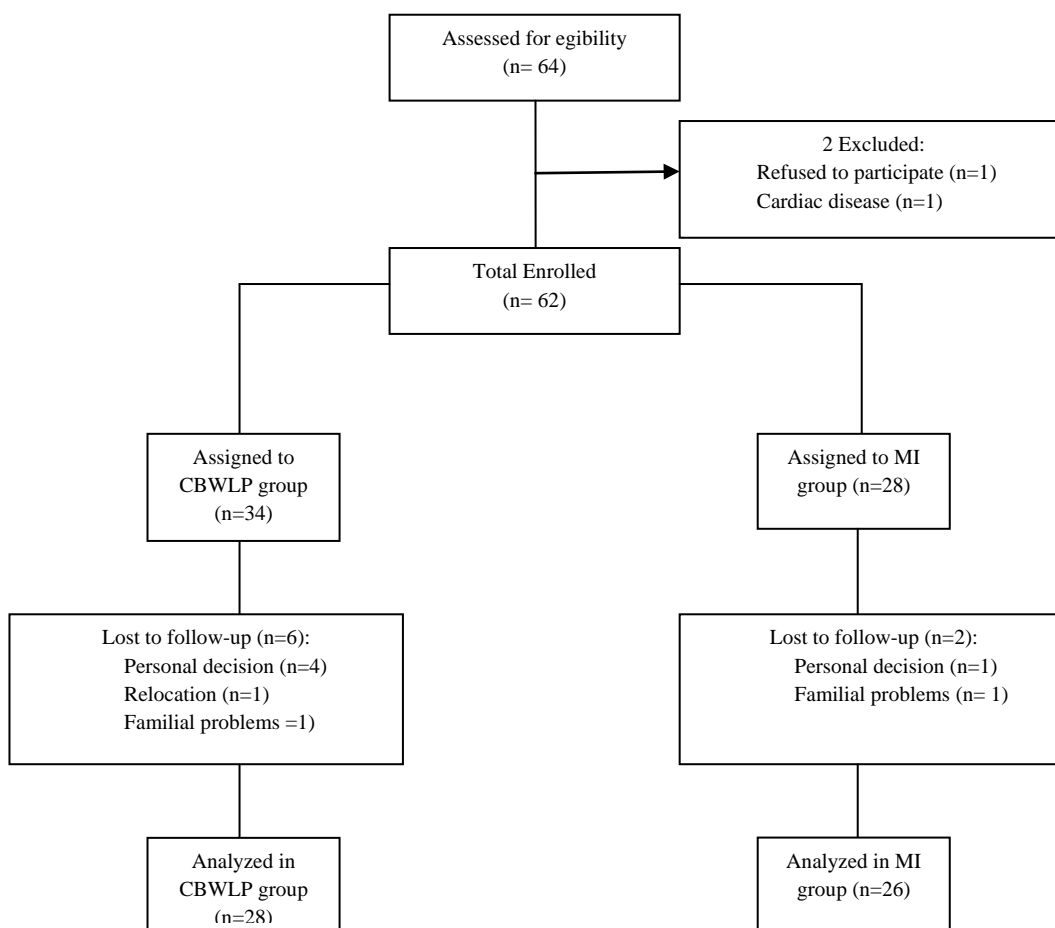 Assessed for egibility
(n= 64)
2 Excluded:
Refused to participate (n=1)
Cardiac disease (n=1)
Total Enrolled
(n= 62)
Assigned to
CBWLP group
(n=34)
Assigned to MI
group (n=28)
Lost to follow-up (n=6):
Personal decision (n=4)
Relocation (n=1)
Familial problems =1)
Lost to follow-up (n=2):
Personal decision (n=1)
Familial problems (n= 1)
Analyzed in
CBWLP group
(n=28)
Analyzed in MI
group (n=26)